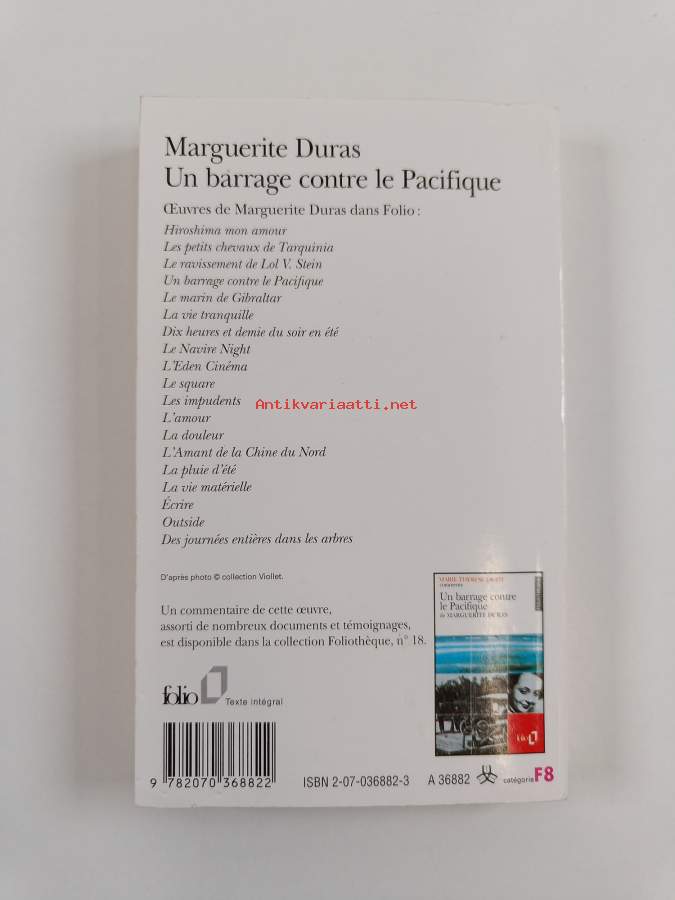 Marguerite Duras
Un barrage contre le Pacifique
Œuvres de Marguerite Duras dans Folio :
Hiroshima mon amour
Les petits chevaux de Tarquinia
Le ravissement de Lol V. Stein
Un barrage contre le Pacifique
Le marin de Gibraltar
La vie tranquille
Dix heures et demie du soir en été
Le Navire Night
L'Eden Cinéma
Le square
Les impudents
Antikvariaatti.net
L'amour
La douleur
L'Amant de la Chine du Nord
La pluie d'été
La vie matérielle
Écrire
Outside
Des journées entières dans les arbres
D'après photo © collection Viollet.
Un commentaire de cette œuvre,
assorti de nombreux documents et témoignages,
est disponible dans la collection Foliothèque, n° 18.
MARIE-THÉRÈSE
commente
Un barrage contre
le Pacifique
de MARGUERITE DURAS
folio
Texte intégral
9 782070 368822
ISBN 2-07-036882-3
A 36882
catégorie F8